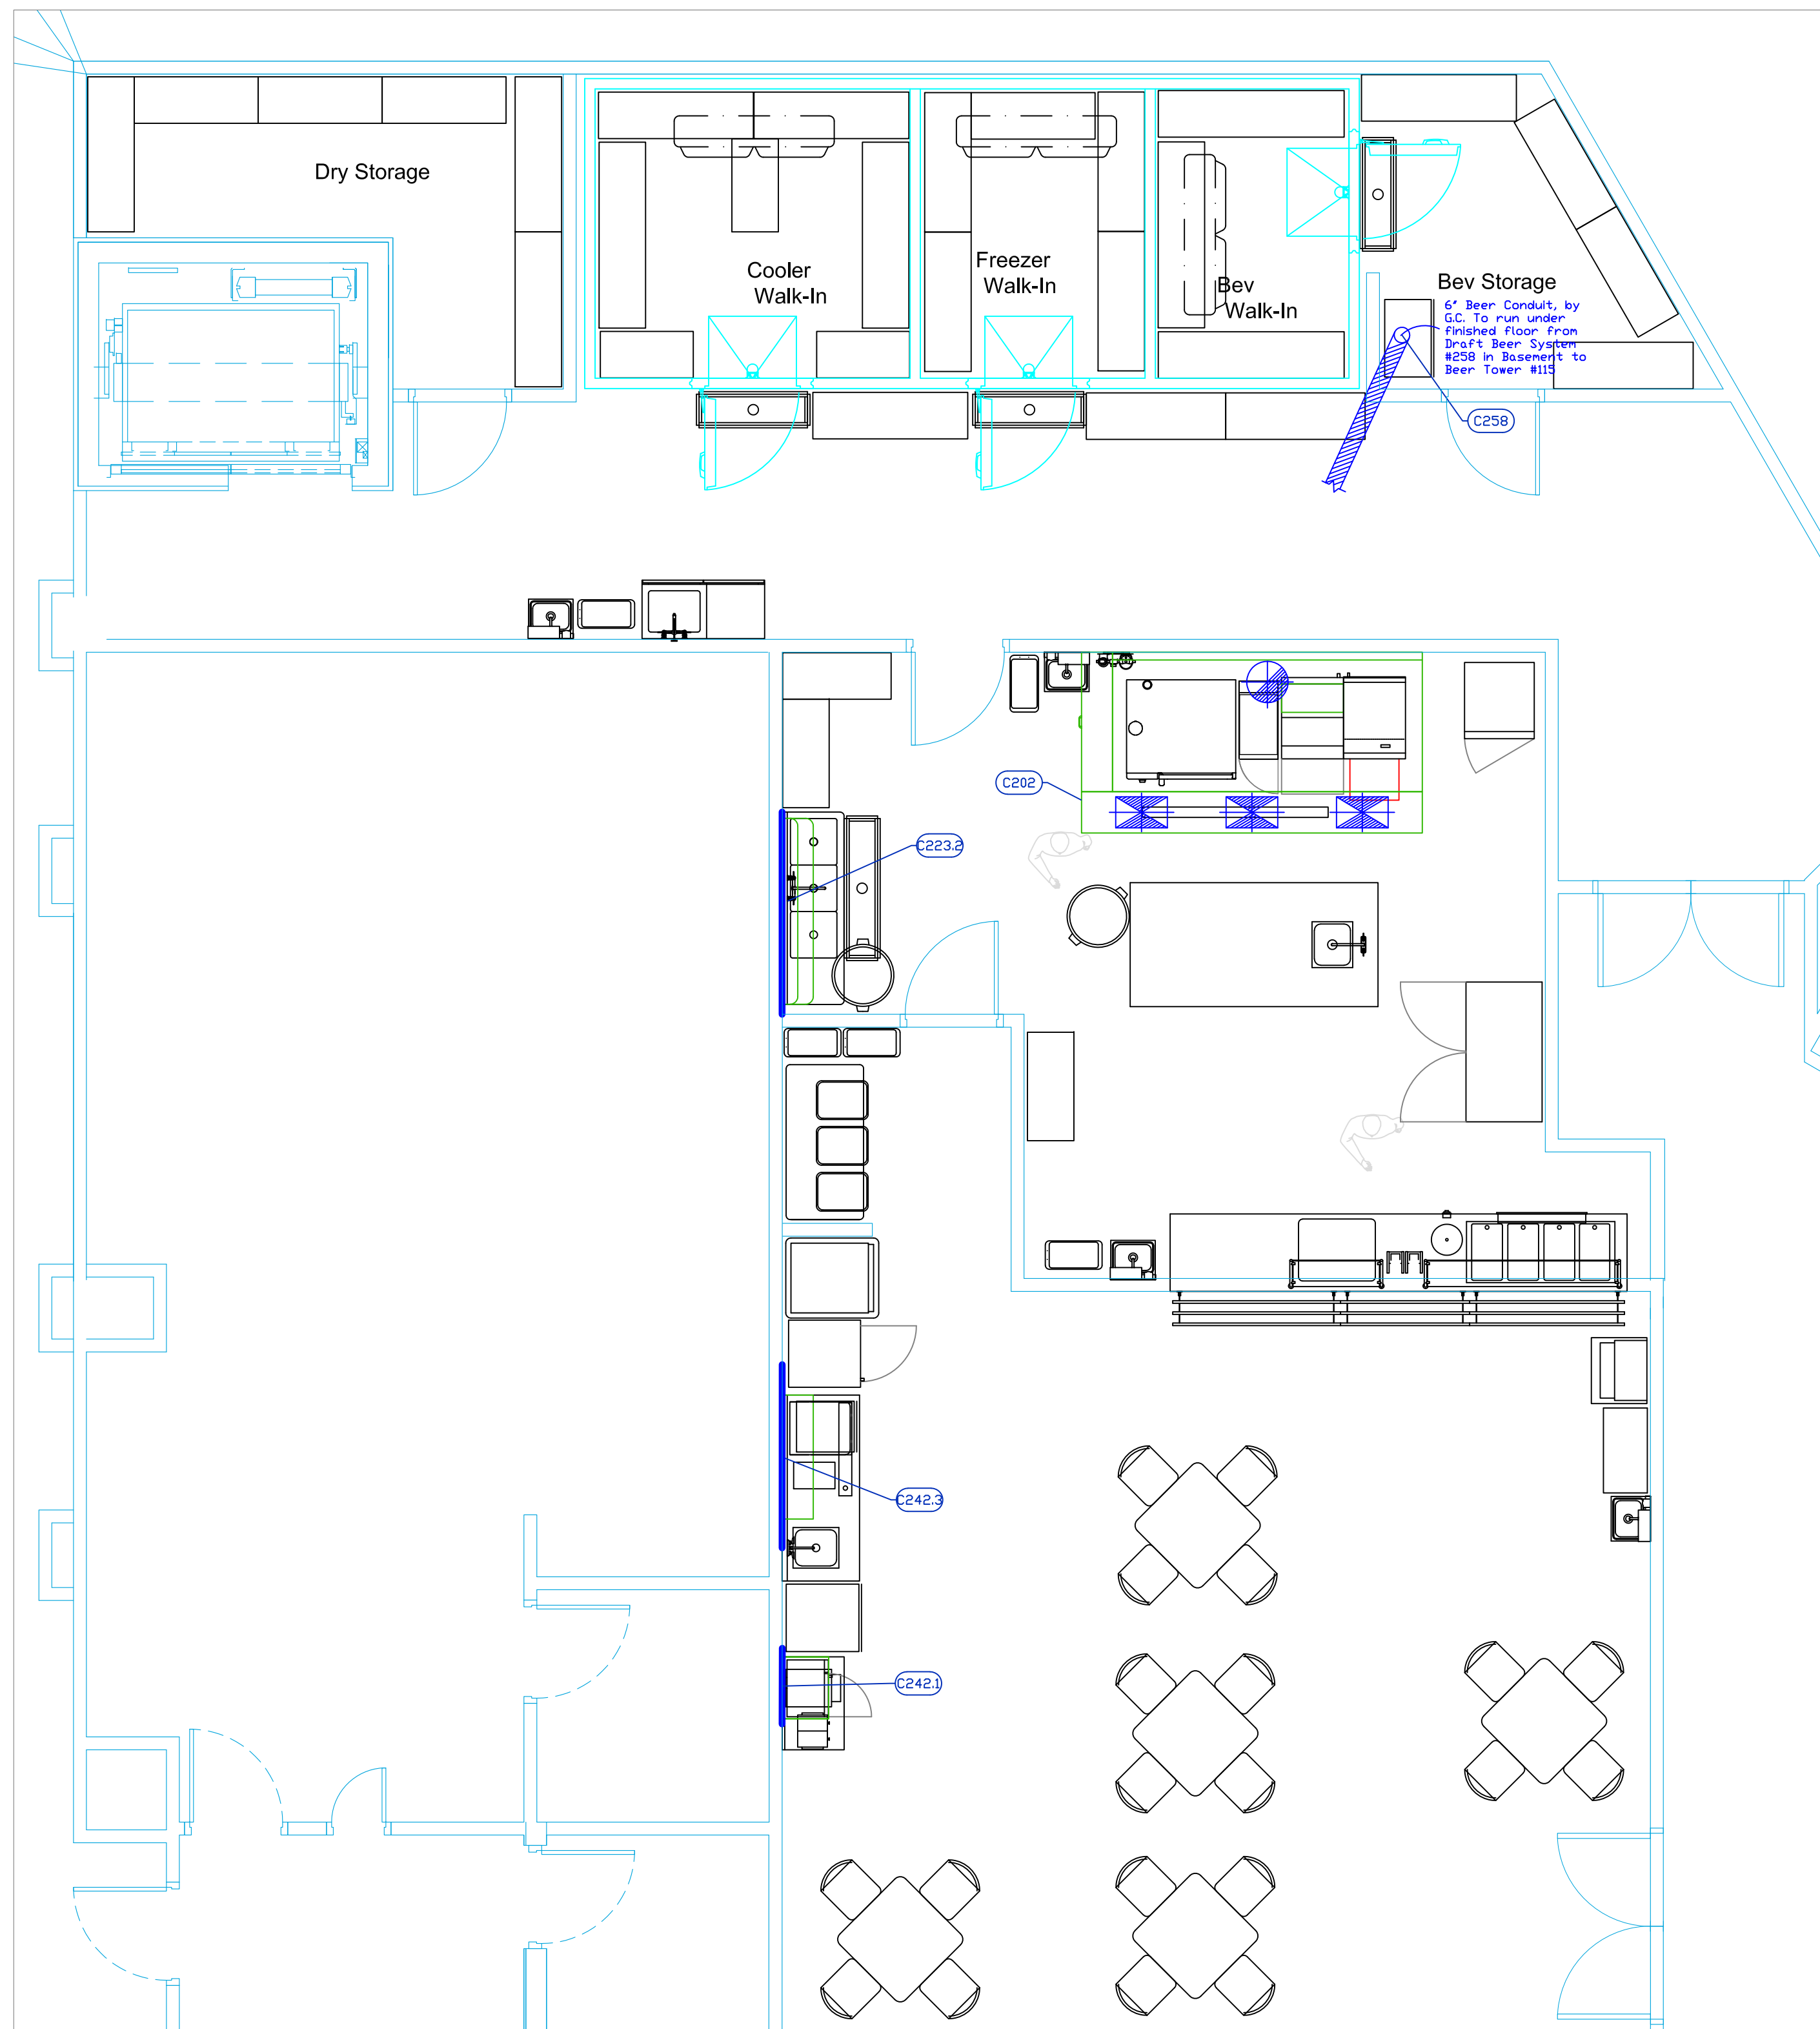 Dry Storage
Cooler
Walk-In
Freezer
Walk-In
Bev
Walk-In
Bev Storage
6" Beer Conduit, by
G.C. To run under
finished floor from
Draft Beer System
#258 in Basement to
Beer Tower #115
C258
C202
C223.2
C242.3
C242.1